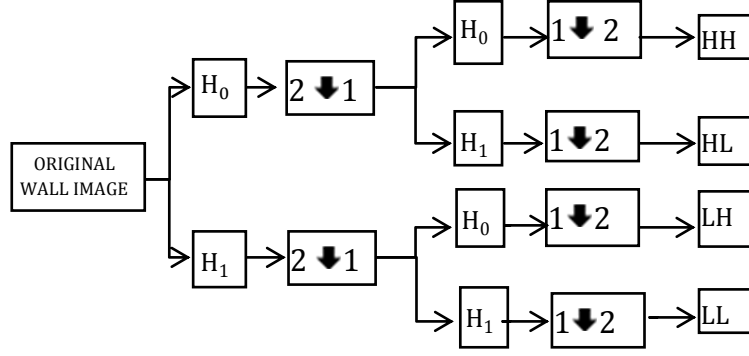 H₀ 1 ⬇ 2 HH
H₀ 2 ⬇ 1
H₁ 1 ⬇ 2 HL
ORIGINAL
WALL IMAGE
H₀ 1 ⬇ 2 LH
H₁ 2 ⬇ 1
H₁ 1 ⬇ 2 LL